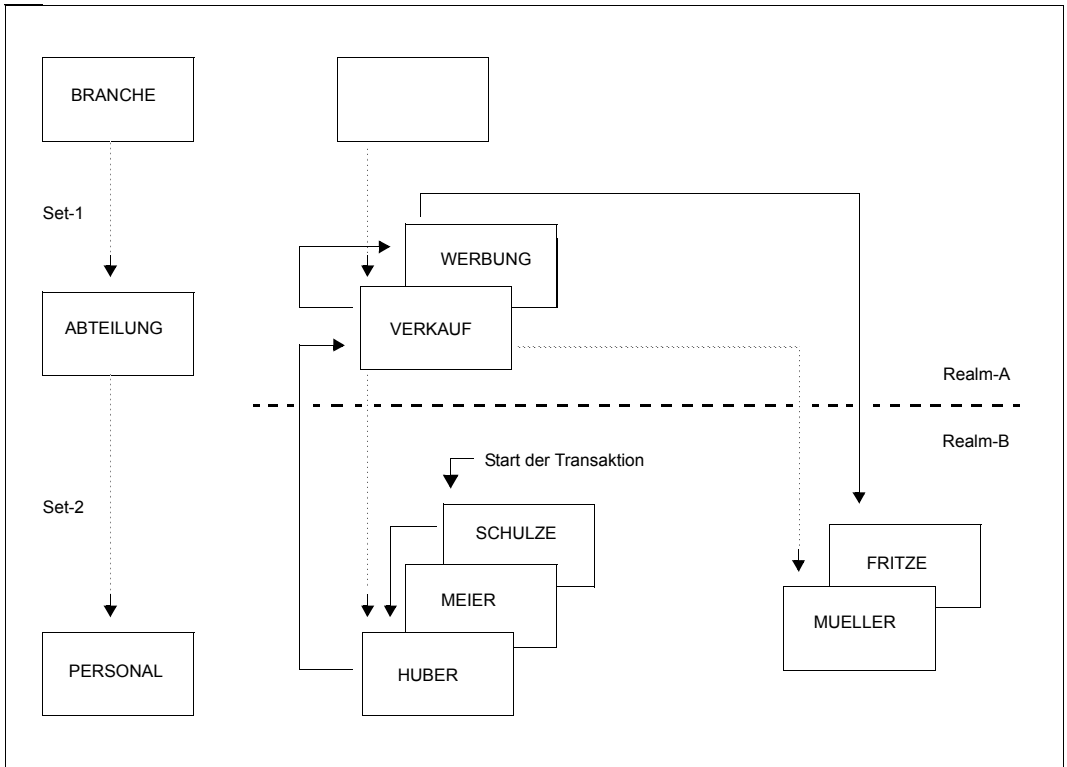 BRANCHE
Set-1
WERBUNG
ABTEILUNG
VERKAUF
Realm-A
Realm-B
Start der Transaktion
Set-2
SCHULZE
FRITZE
MEIER
MUELLER
PERSONAL
HUBER